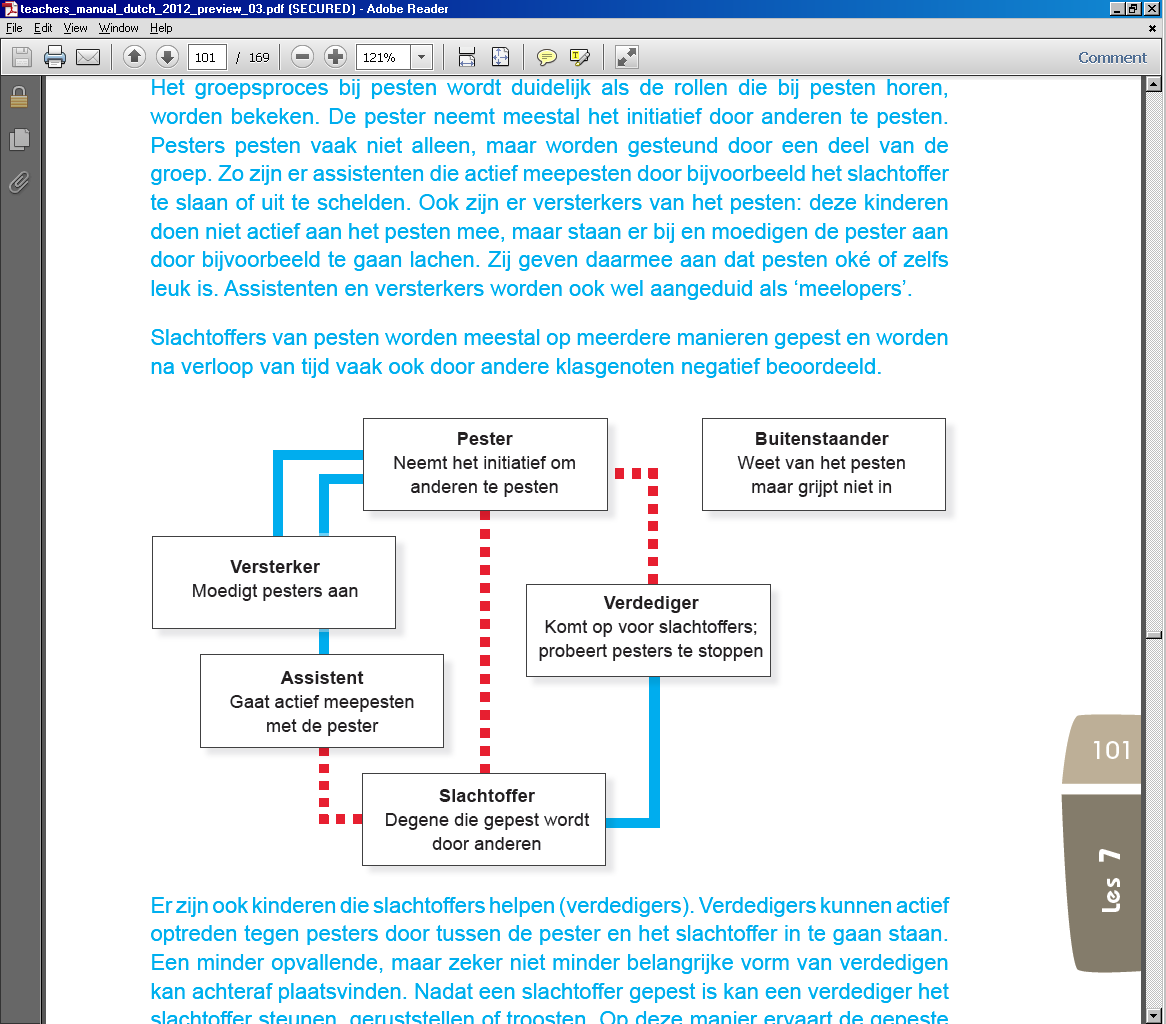 teachers_manual_dutch_2012_preview_03.pdf (SECURED) - Adobe Reader
File Edit View Window Help
101 / 169 121% Comment
Het groepsproces bij pesten wordt duidelijk als de rollen die bij pesten horen,
worden bekeken. De pester neemt meestal het initiatief door anderen te pesten.
Pesters pesten vaak niet alleen, maar worden gesteund door een deel van de
groep. Zo zijn er assistenten die actief meepesten door bijvoorbeeld het slachtoffer
te slaan of uit te schelden. Ook zijn er versterkers van het pesten: deze kinderen
doen niet actief aan het pesten mee, maar staan er bij en moedigen de pester aan
door bijvoorbeeld te gaan lachen. Zij geven daarmee aan dat pesten oké of zelfs
leuk is. Assistenten en versterkers worden ook wel aangeduid als ‘meelopers’.
Slachtoffers van pesten worden meestal op meerdere manieren gepest en worden
na verloop van tijd vaak ook door andere klasgenoten negatief beoordeeld.
Pester
Neemt het initiatief om
anderen te pesten
Buitenstaander
Weet van het pesten
maar grijpt niet in
Versterker
Moedigt pesters aan
Verdediger
Komt op voor slachtoffers;
probeert pesters te stoppen
Assistent
Gaat actief meepesten
met de pester
Slachtoffer
Degene die gepest wordt
door anderen
101
Les 7
Er zijn ook kinderen die slachtoffers helpen (verdedigers). Verdedigers kunnen actief
optreden tegen pesters door tussen de pester en het slachtoffer in te gaan staan.
Een minder opvallende, maar zeker niet minder belangrijke vorm van verdedigen
kan achteraf plaatsvinden. Nadat een slachtoffer gepest is kan een verdediger het
slachtoffer steunen, geruststellen of troosten. Op deze manier ervaart de gepeste